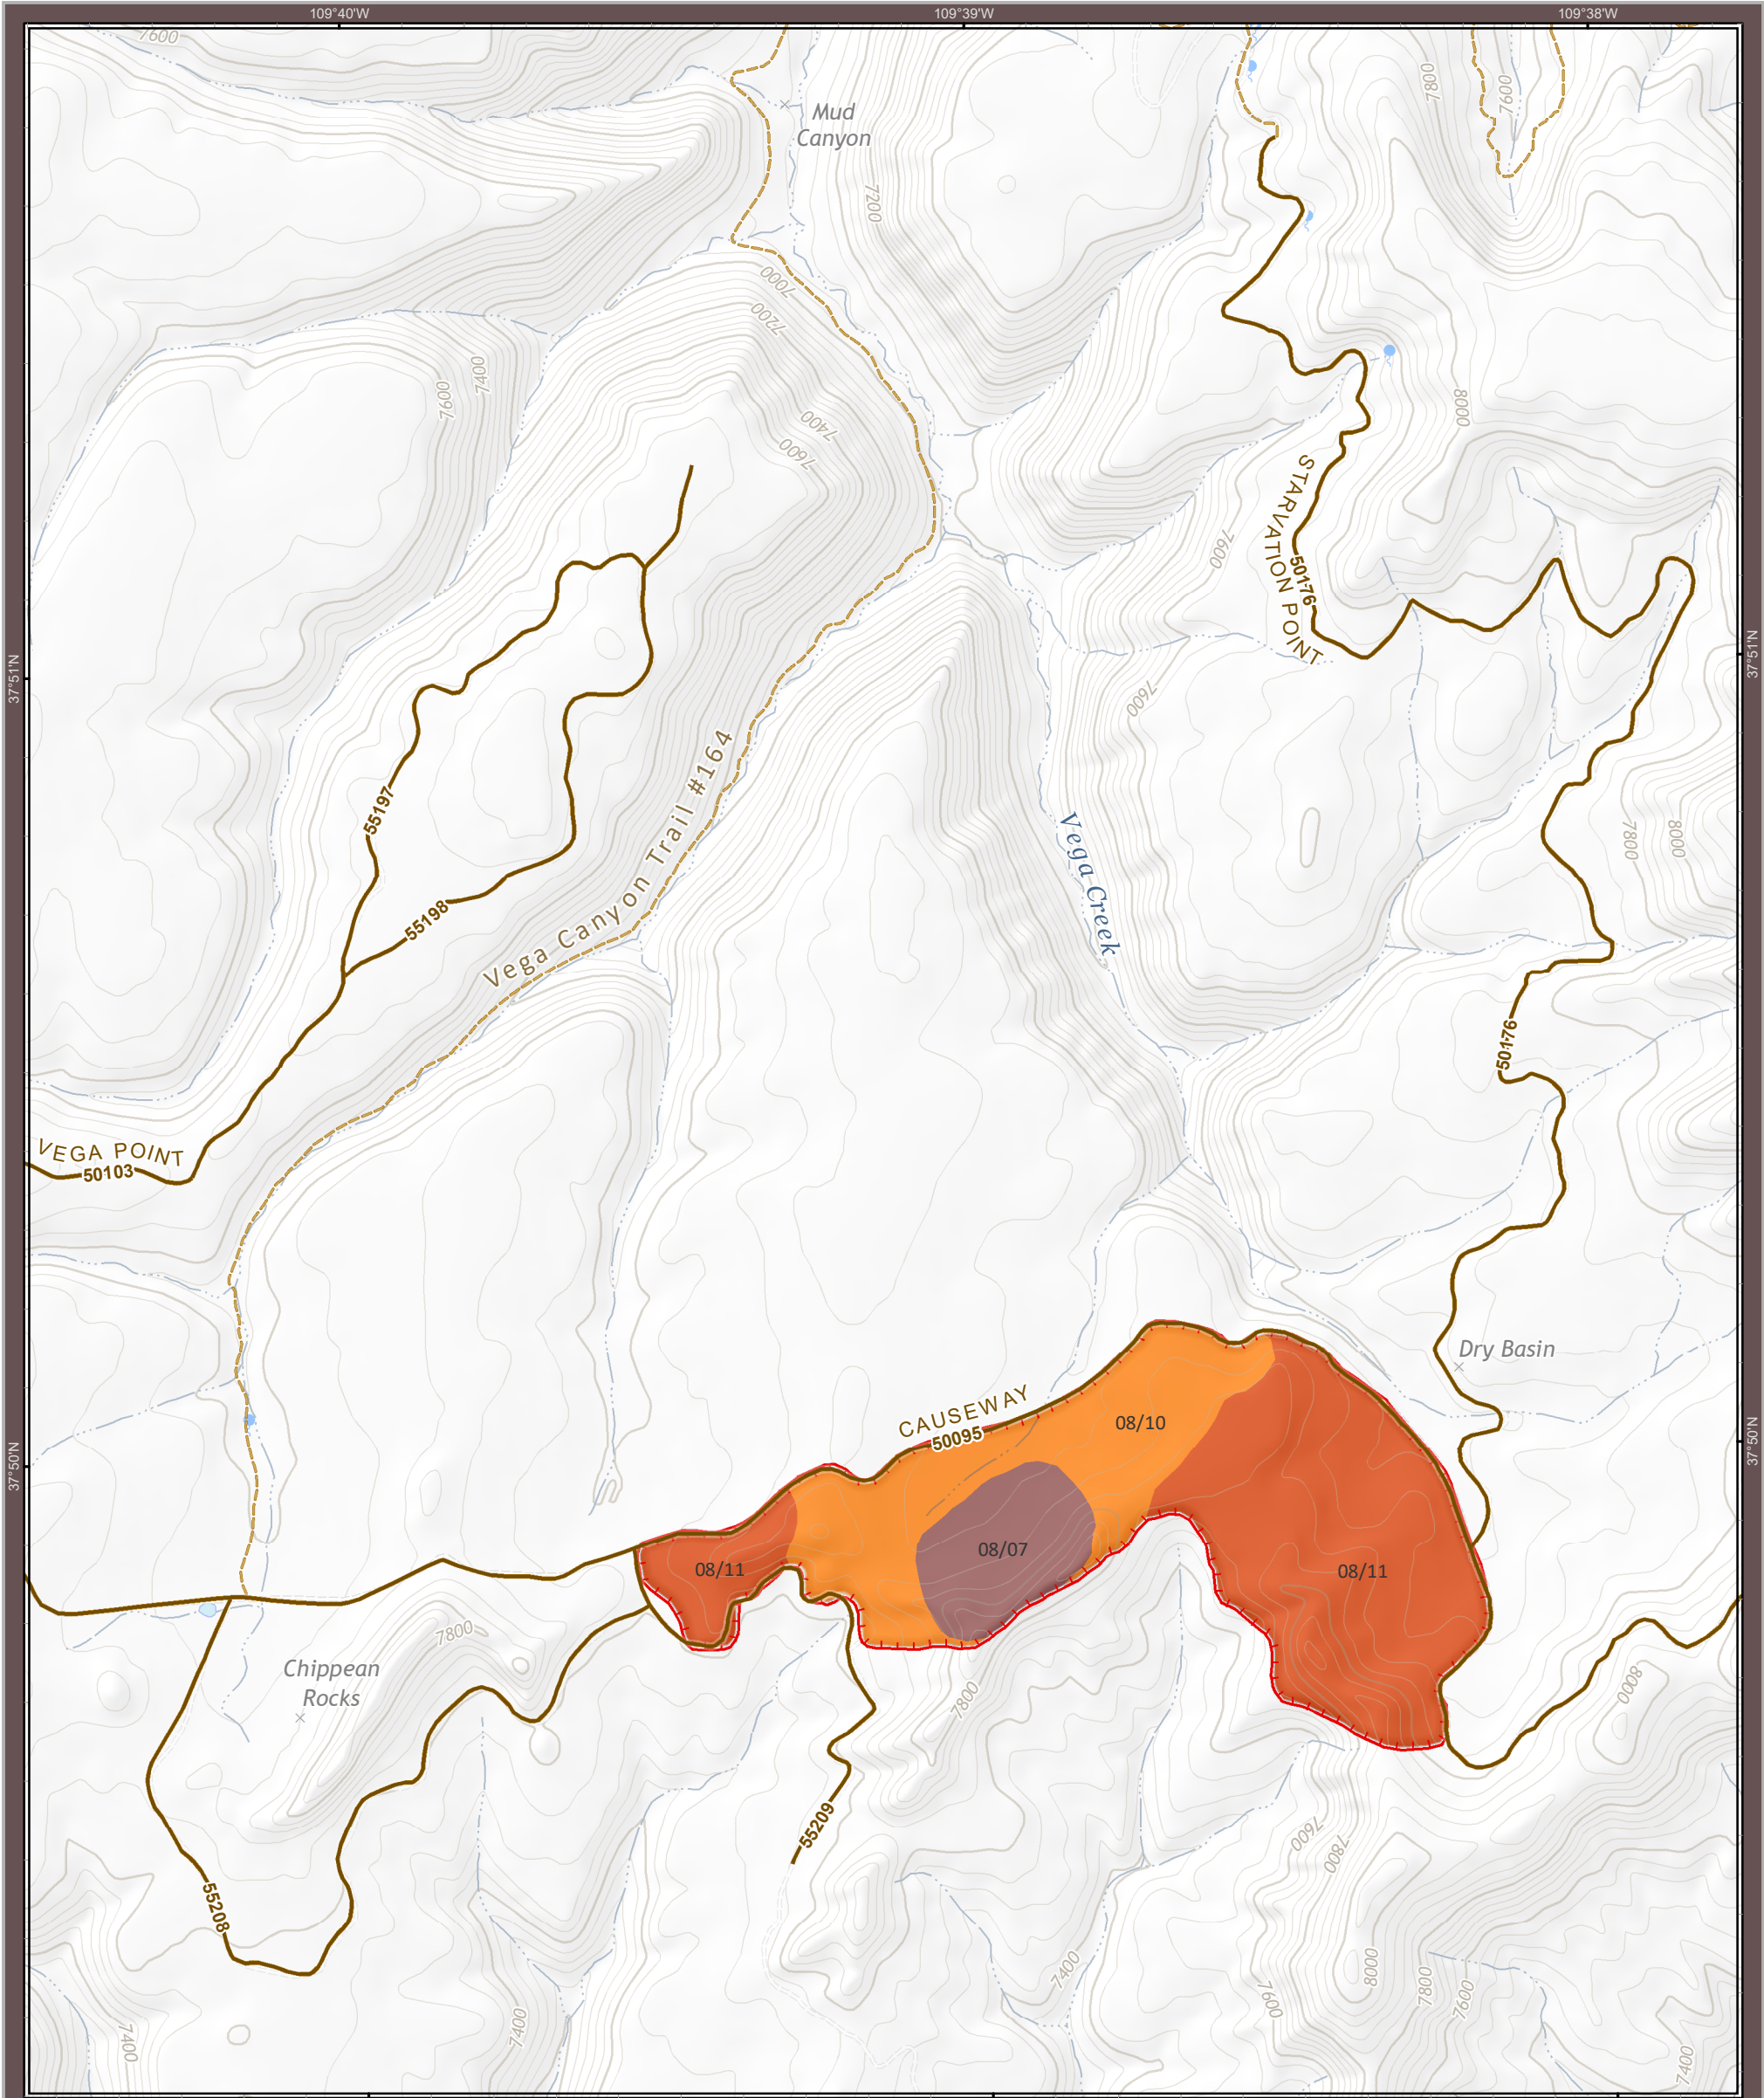 109°40'W
109°39'W
109°38'W
7600
Mud
Canyon
7200
8000
7600
7000
7200
7400
7600
7400
7600
8000
STARVATION POINT
50176
7600
37°51'N
37°51'N
7600
55197
Vega Canyon Trail #164
Vega Creek
7800
8000
55198
50176
VEGA POINT
50103
Dry Basin
CAUSEWAY
50095
08/10
37°50'N
37°50'N
08/07
08/11
08/11
7800
Chippean
Rocks
7800
8000
55209
7600
7800
55208
7400
7400
7400
7600
8000
7800
7600
7400